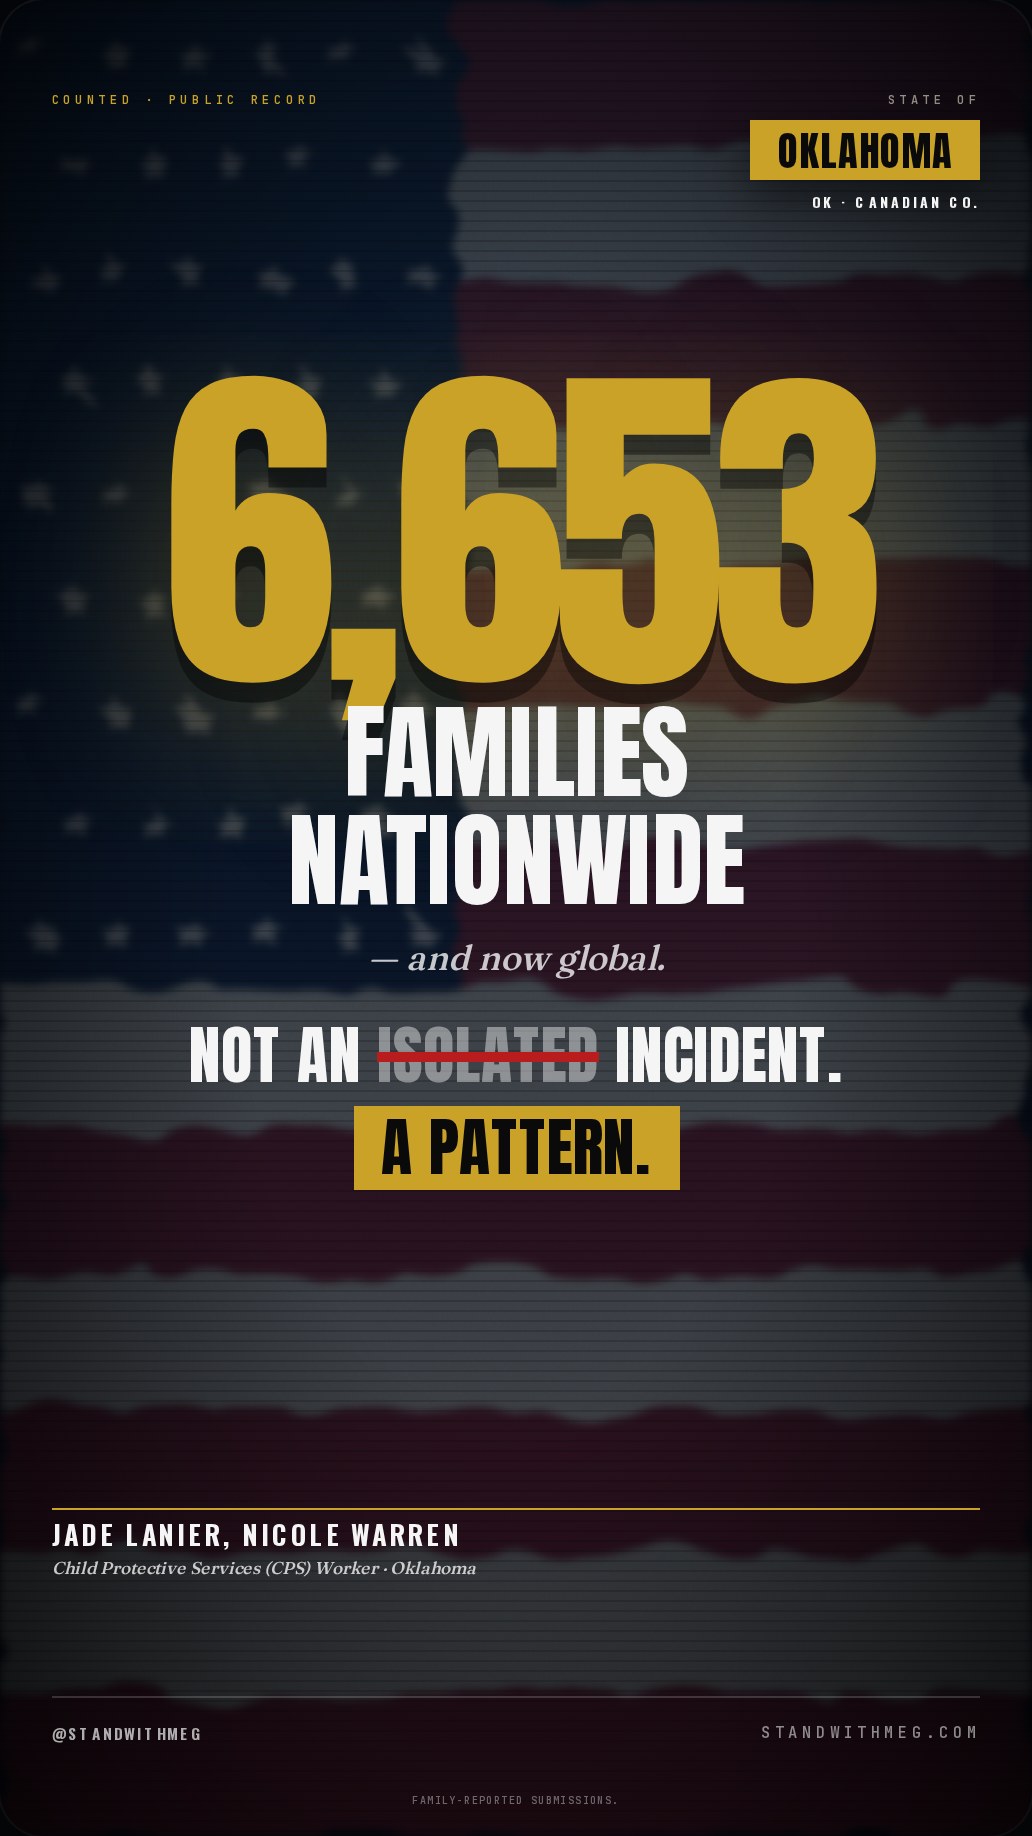 COUNTED · PUBLIC RECORD
STATE OF
OKLAHOMA
OK · CANADIAN CO.
6,653
FAMILIES
NATIONWIDE
— and now global.
NOT AN ISOLATED INCIDENT.
A PATTERN.
JADE LANIER, NICOLE WARREN
Child Protective Services (CPS) Worker · Oklahoma
@STANDWITHMEG
STANDWITHMEG.COM
FAMILY-REPORTED SUBMISSIONS.